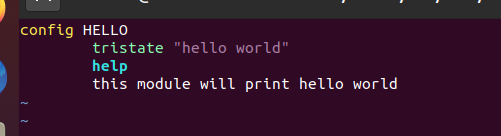 config HELLO
tristate "hello world"
help
this module will print hello world
~
~